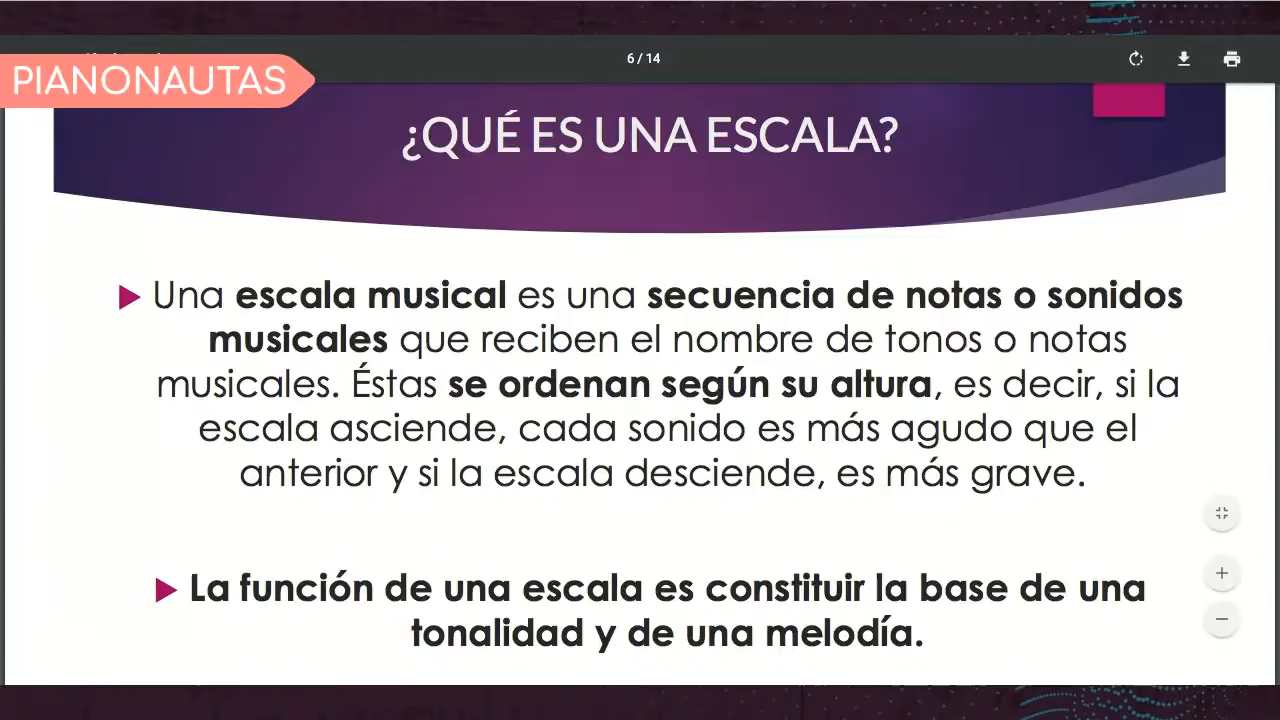 6 / 14
PIANONAUTAS
¿QUÉ ES UNA ESCALA?
Una escala musical es una secuencia de notas o sonidos
musicales que reciben el nombre de tonos o notas
musicales. Éstas se ordenan según su altura, es decir, si la
escala asciende, cada sonido es más agudo que el
anterior y si la escala desciende, es más grave.
La función de una escala es constituir la base de una
tonalidad y de una melodía.